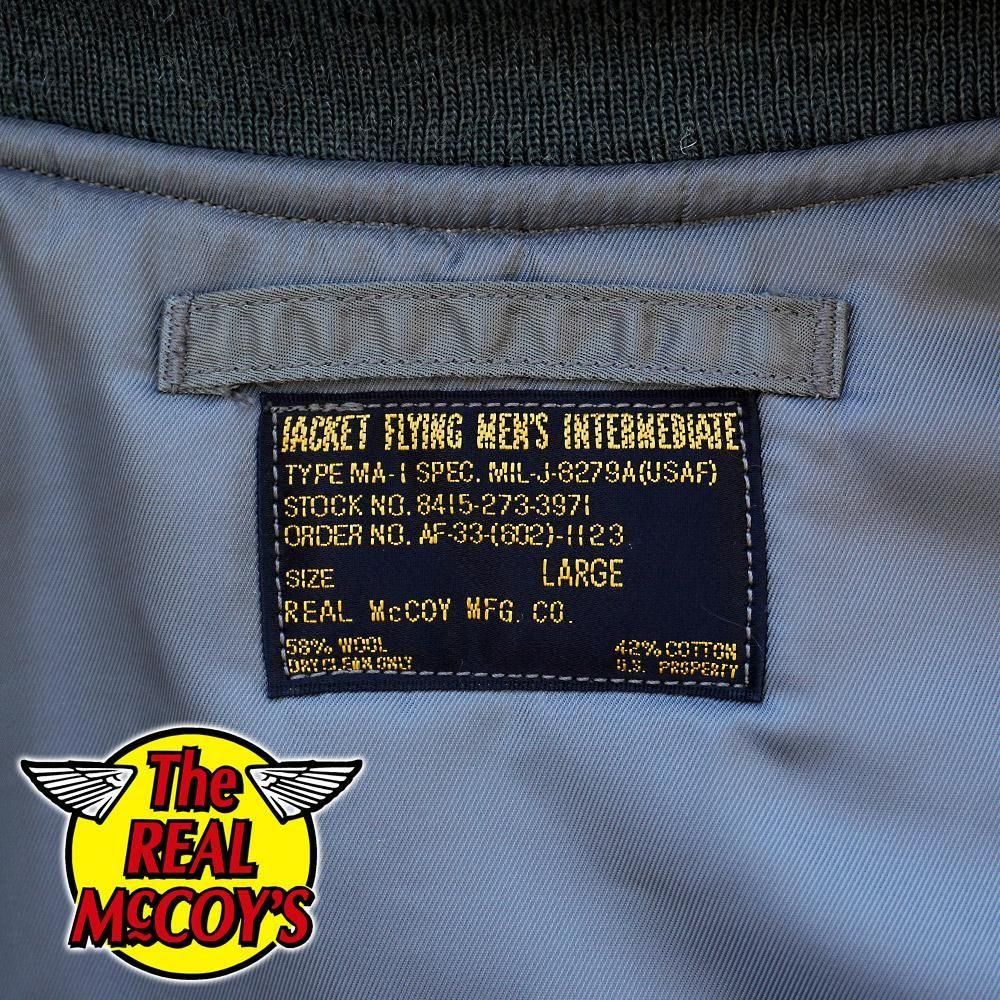 JACKET FLYING MEN'S INTERMEDIATE
TYPE MA-1 SPEC. MIL-J-8279A(USAF)
STOCK NO. 8415-273-3971
ORDER NO. AF-33-(602)-1123
SIZE LARGE
REAL McCOY MFG. CO.
58% WOOL 42% COTTON
DRY CLEAN ONLY U.S. PROPERTY
The
REAL
McCOY'S